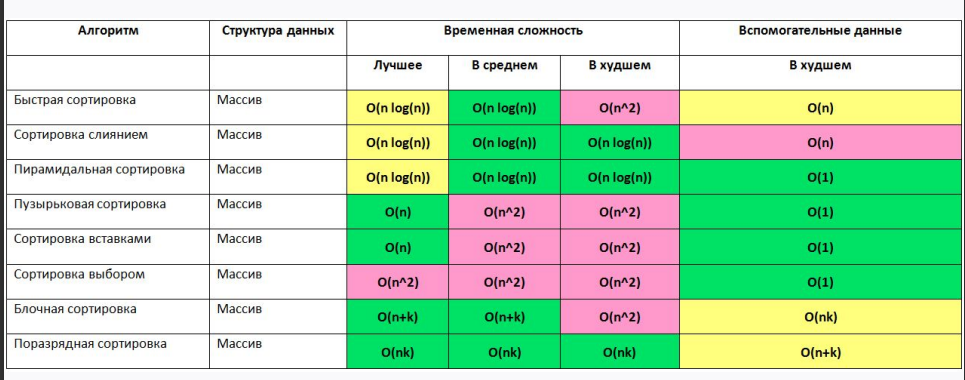 Алгоритм Структура данных Временная сложность Вспомогательные данные
Лучшее В среднем В худшем В худшем
Быстрая сортировка Массив O(n log(n)) O(n log(n)) O(n^2) O(n)
Сортировка слиянием Массив O(n log(n)) O(n log(n)) O(n log(n)) O(n)
Пирамидальная сортировка Массив O(n log(n)) O(n log(n)) O(n log(n)) O(1)
Пузырьковая сортировка Массив O(n) O(n^2) O(n^2) O(1)
Сортировка вставками Массив O(n) O(n^2) O(n^2) O(1)
Сортировка выбором Массив O(n^2) O(n^2) O(n^2) O(1)
Блочная сортировка Массив O(n+k) O(n+k) O(n^2) O(nk)
Поразрядная сортировка Массив O(nk) O(nk) O(nk) O(n+k)